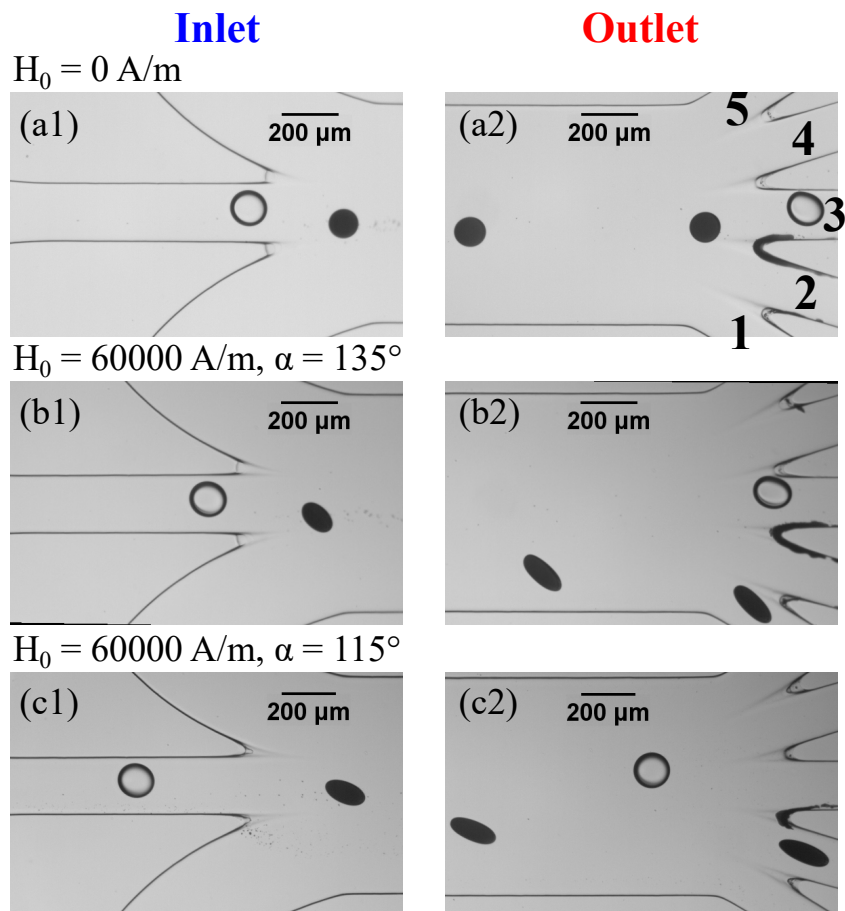 Inlet Outlet
H₀ = 0 A/m
(a1) 200 µm (a2) 200 µm 5
4
3
2
1
H₀ = 60000 A/m, α = 135°
(b1) 200 µm (b2) 200 µm
H₀ = 60000 A/m, α = 115°
(c1) 200 µm (c2) 200 µm